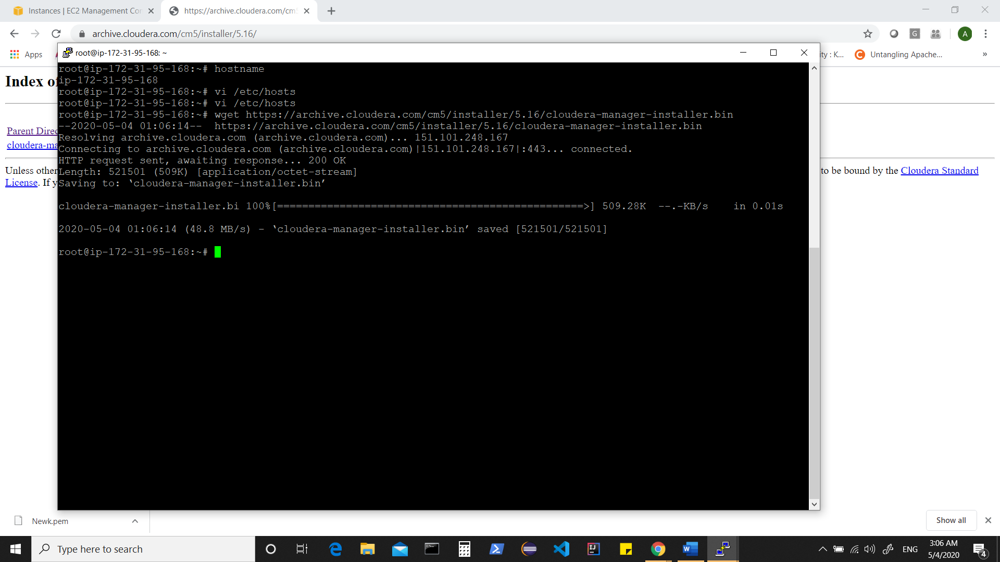 Instances | EC2 Management Con
https://archive.cloudera.com/cm5
archive.cloudera.com/cm5/installer/5.16/
G
A
Apps
ity : K...
Untangling Apache...
»
root@ip-172-31-95-168: ~
Index of
Parent Direc
cloudera-ma
Unless other
to be bound by the Cloudera Standard
License. If y
root@ip-172-31-95-168:~# hostname
ip-172-31-95-168
root@ip-172-31-95-168:~# vi /etc/hosts
root@ip-172-31-95-168:~# vi /etc/hosts
root@ip-172-31-95-168:~# wget https://archive.cloudera.com/cm5/installer/5.16/cloudera-manager-installer.bin
--2020-05-04 01:06:14--  https://archive.cloudera.com/cm5/installer/5.16/cloudera-manager-installer.bin
Resolving archive.cloudera.com (archive.cloudera.com)... 151.101.248.167
Connecting to archive.cloudera.com (archive.cloudera.com)|151.101.248.167|:443... connected.
HTTP request sent, awaiting response... 200 OK
Length: 521501 (509K) [application/octet-stream]
Saving to: ‘cloudera-manager-installer.bin’
cloudera-manager-installer.bi 100%[=================================================>] 509.28K  --.-KB/s    in 0.01s
2020-05-04 01:06:14 (48.8 MB/s) - ‘cloudera-manager-installer.bin’ saved [521501/521501]
root@ip-172-31-95-168:~#
Newk.pem
Show all
Type here to search
ENG
3:06 AM
5/4/2020
4